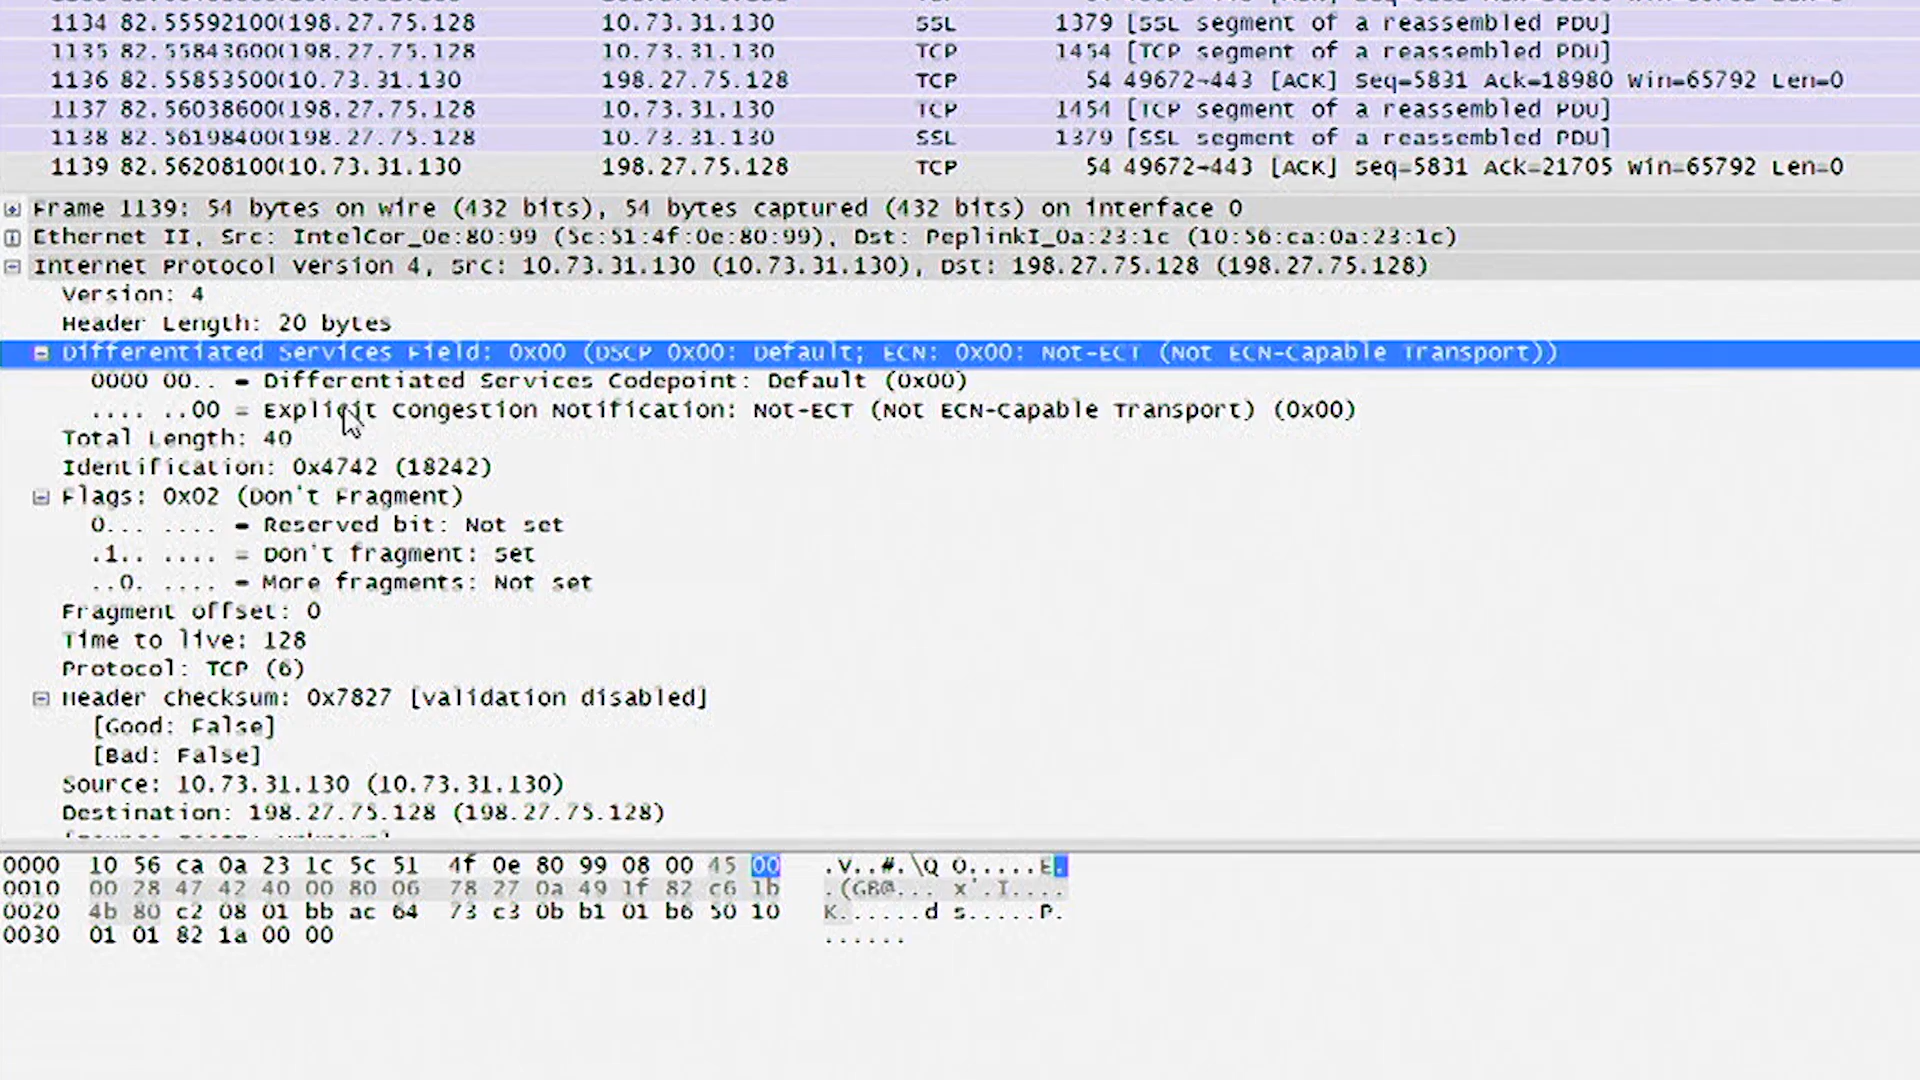 1134 82.55592100(198.27.75.128 10.73.31.130 SSL 1379 [SSL segment of a reassembled PDU]
1135 82.55843600(198.27.75.128 10.73.31.130 TCP 1454 [TCP segment of a reassembled PDU]
1136 82.55853500(10.73.31.130 198.27.75.128 TCP 54 49672→443 [ACK] Seq=5831 Ack=18980 Win=65792 Len=0
1137 82.56038600(198.27.75.128 10.73.31.130 TCP 1454 [TCP segment of a reassembled PDU]
1138 82.56198400(198.27.75.128 10.73.31.130 SSL 1379 [SSL segment of a reassembled PDU]
1139 82.56208100(10.73.31.130 198.27.75.128 TCP 54 49672→443 [ACK] Seq=5831 Ack=21705 Win=65792 Len=0
Frame 1139: 54 bytes on wire (432 bits), 54 bytes captured (432 bits) on interface 0
Ethernet II, Src: IntelCor_0e:80:99 (5c:51:4f:0e:80:99), Dst: PeplinkI_0a:23:1c (10:56:ca:0a:23:1c)
Internet Protocol Version 4, Src: 10.73.31.130 (10.73.31.130), Dst: 198.27.75.128 (198.27.75.128)
Version: 4
Header Length: 20 bytes
Differentiated Services Field: 0x00 (DSCP 0x00: Default; ECN: 0x00: Not-ECT (Not ECN-Capable Transport))
0000 00.. = Differentiated Services Codepoint: Default (0x00)
.... ..00 = Explicit Congestion Notification: Not-ECT (Not ECN-Capable Transport) (0x00)
Total Length: 40
Identification: 0x4742 (18242)
Flags: 0x02 (Don't Fragment)
0... .... = Reserved bit: Not set
.1.. .... = Don't fragment: Set
..0. .... = More fragments: Not set
Fragment offset: 0
Time to live: 128
Protocol: TCP (6)
Header checksum: 0x7827 [validation disabled]
[Good: False]
[Bad: False]
Source: 10.73.31.130 (10.73.31.130)
Destination: 198.27.75.128 (198.27.75.128)
0000 10 56 ca 0a 23 1c 5c 51 4f 0e 80 99 08 00 45 00 .V..#.\Q O.....E.
0010 00 28 47 42 40 00 80 06 78 27 0a 49 1f 82 c6 1b .(GB@... x'.I....
0020 4b 80 c2 08 01 bb ac 64 73 c3 0b b1 01 b6 50 10 K......d s.....P.
0030 01 01 82 1a 00 00 ......